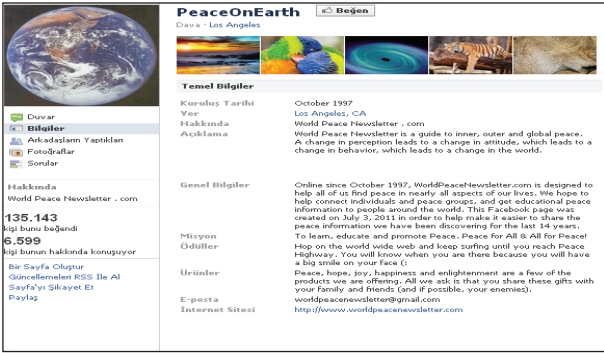 PeaceOnEarth
Beğen
Dava · Los Angeles
Duvar
Bilgiler
Arkadaşların Yaptıkları
Fotoğraflar
Sorular
Hakkında
World Peace Newsletter . com
135.143
kişi bunu beğendi
6.599
kişi bunun hakkında konuşuyor
Bir Sayfa Oluştur
Güncellemeleri RSS İle Al
Sayfa'yı Şikayet Et
Paylaş
Temel Bilgiler
Kuruluş Tarihi October 1997
Yer Los Angeles, CA
Hakkında World Peace Newsletter . com
Açıklama World Peace Newsletter is a guide to inner, outer and global peace.
A change in perception leads to a change in attitude, which leads to a
change in behavior, which leads to a change in the world.
Genel Bilgiler Online since October 1997, WorldPeaceNewsletter.com is designed to
help all of us find peace in nearly all aspects of our lives. We hope to
help connect individuals and peace groups, and get educational peace
information to people around the world. This Facebook page was
created on July 3, 2011 in order to help make it easier to share the
peace information we have been discovering for the last 14 years.
Misyon To learn, educate and promote Peace. Peace for All & All for Peace!
Ödüller Hop on the world wide web and keep surfing until you reach Peace
Highway. You will know when you are there because you will have
a big smile on your face (:
Ürünler Peace, hope, joy, happiness and enlightenment are a few of the
products we are offering. All we ask is that you share these gifts with
your family and friends (and if possible, your enemies).
E-posta worldpeacenewsletter@gmail.com
İnternet Sitesi http://www.worldpeacenewsletter.com